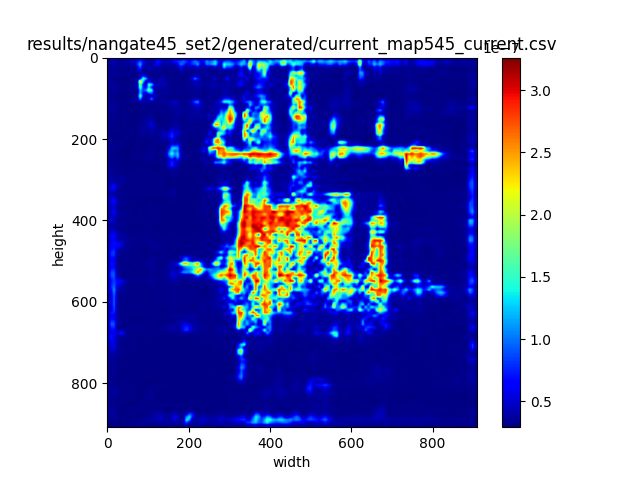 results/nangate45_set2/generated/current_map545_current.csv
1e−7
0
200
400
600
800
height
0 200 400 600 800
width
3.0
2.5
2.0
1.5
1.0
0.5